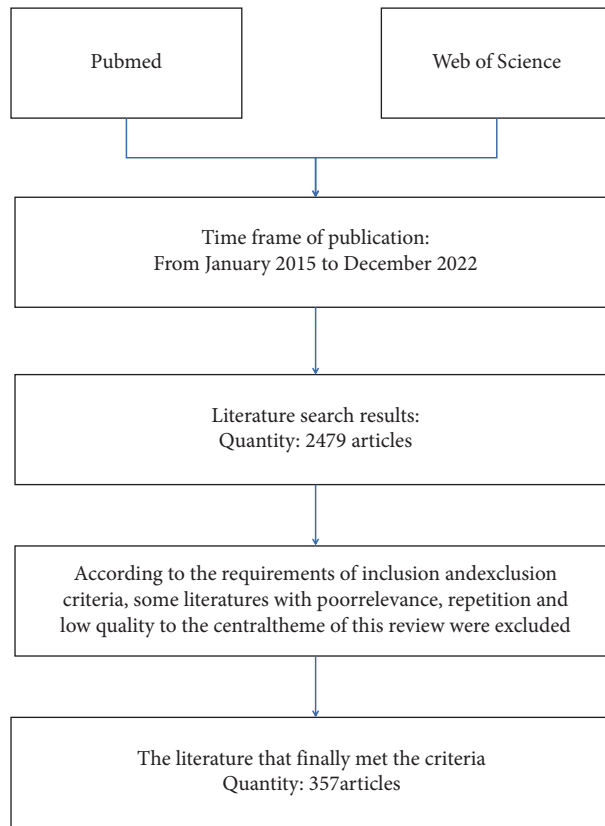 Pubmed
Web of Science
Time frame of publication:
From January 2015 to December 2022
Literature search results:
Quantity: 2479 articles
According to the requirements of inclusion andexclusion
criteria, some literatures with poorrelevance, repetition and
low quality to the centraltheme of this review were excluded
The literature that finally met the criteria
Quantity: 357articles